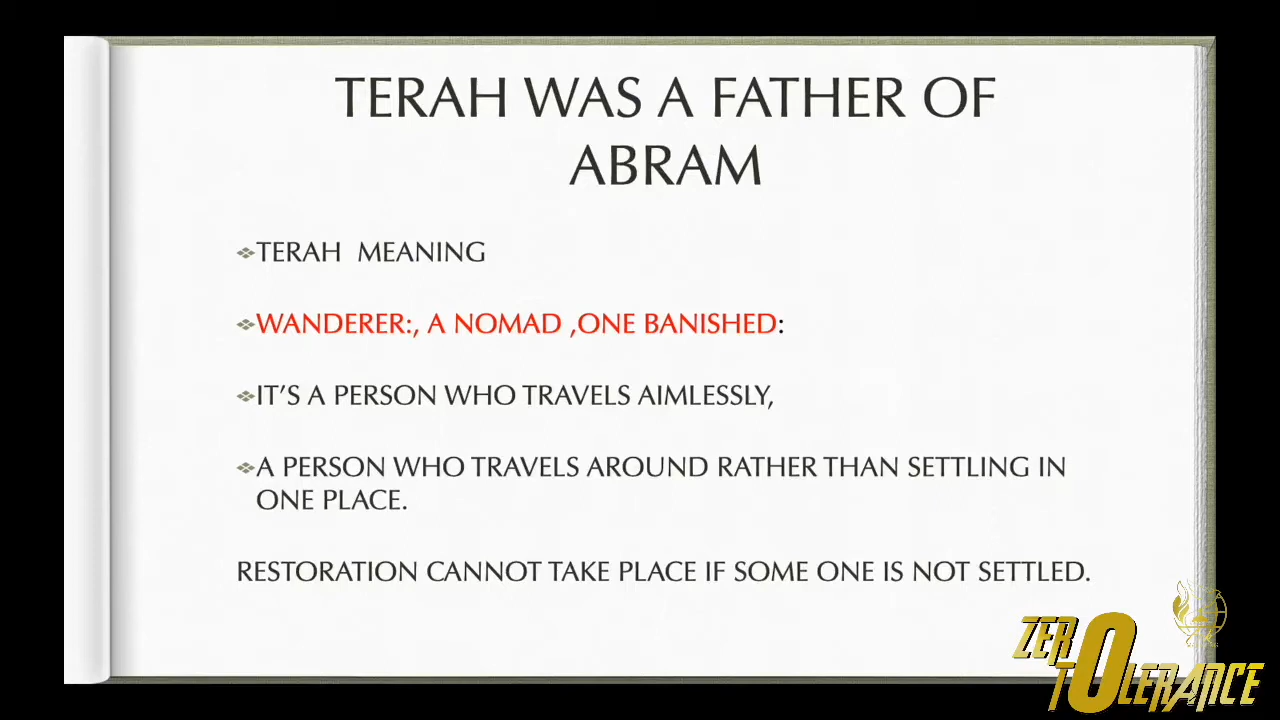 TERAH WAS A FATHER OF
ABRAM
TERAH MEANING
WANDERER:, A NOMAD ,ONE BANISHED:
IT’S A PERSON WHO TRAVELS AIMLESSLY,
A PERSON WHO TRAVELS AROUND RATHER THAN SETTLING IN
ONE PLACE.
RESTORATION CANNOT TAKE PLACE IF SOME ONE IS NOT SETTLED.
ZERO
TOLERANCE